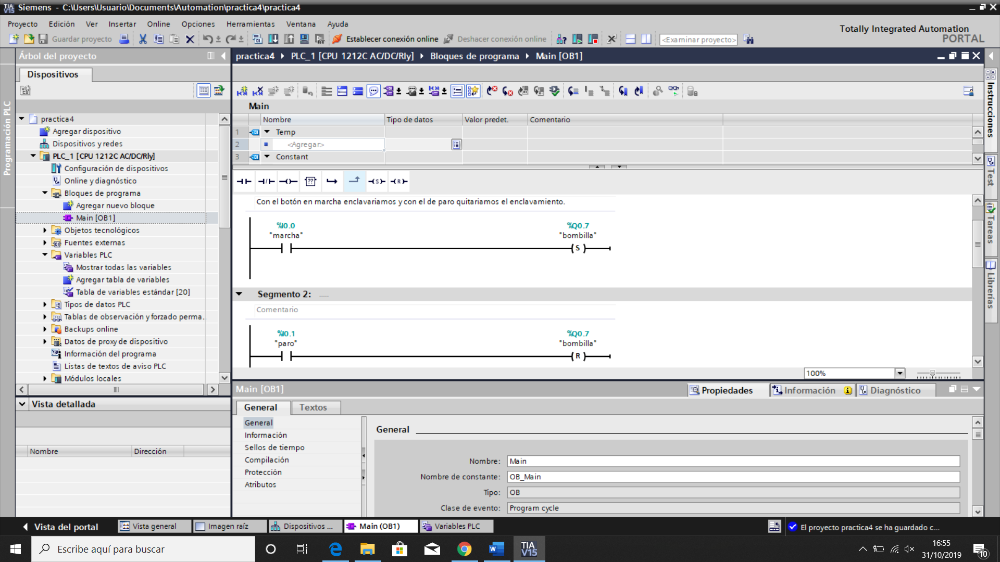 Siemens - C:\Users\Usuario\Documents\Automation\practica4\practica4
Proyecto Edición Ver Insertar Online Opciones Herramientas Ventana Ayuda
Totally Integrated Automation
PORTAL
Guardar proyecto Establecer conexión online Deshacer conexión online <Examinar proyecto>
Árbol del proyecto
practica4 PLC_1 [CPU 1212C AC/DC/Rly] Bloques de programa Main [OB1]
Dispositivos
Programación PLC
practica4
Agregar dispositivo
Dispositivos y redes
PLC_1 [CPU 1212C AC/DC/Rly]
Configuración de dispositivos
Online y diagnóstico
Bloques de programa
Agregar nuevo bloque
Main [OB1]
Objetos tecnológicos
Fuentes externas
Variables PLC
Mostrar todas las variables
Agregar tabla de variables
Tabla de variables estándar [20]
Tipos de datos PLC
Tablas de observación y forzado perma..
Backups online
Datos de proxy de dispositivo
Información del programa
Listas de textos de aviso PLC
Módulos locales
Vista detallada
Nombre Dirección
Main
Nombre Tipo de datos Valor predet. Comentario
1 Temp
2 <Agregar>
3 Constant
Con el botón en marcha enclavariamos y con el de paro quitariamos el enclavamiento.
%I0.0 %Q0.7
"marcha" "bombilla"
S
Segmento 2: .....
Comentario
%I0.1 %Q0.7
"paro" "bombilla"
R
100%
Instrucciones
Test
Tareas
Librerías
Main [OB1] Propiedades Información Diagnóstico
General Textos
General
Información
Sellos de tiempo
Compilación
Protección
Atributos
General
Nombre: Main
Nombre de constante: OB_Main
Tipo: OB
Clase de evento: Program cycle
Vista del portal Vista general Imagen raíz Dispositivos ... Main (OB1) Variables PLC El proyecto practica4 se ha guardado c...
Escribe aquí para buscar
TIA
V15
16:55
31/10/2019
10